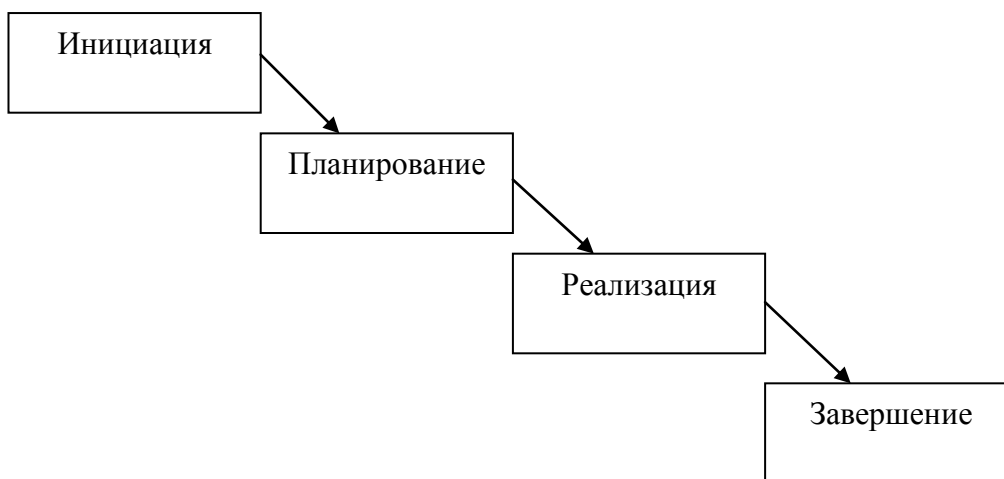 Инициация
Планирование
Реализация
Завершение